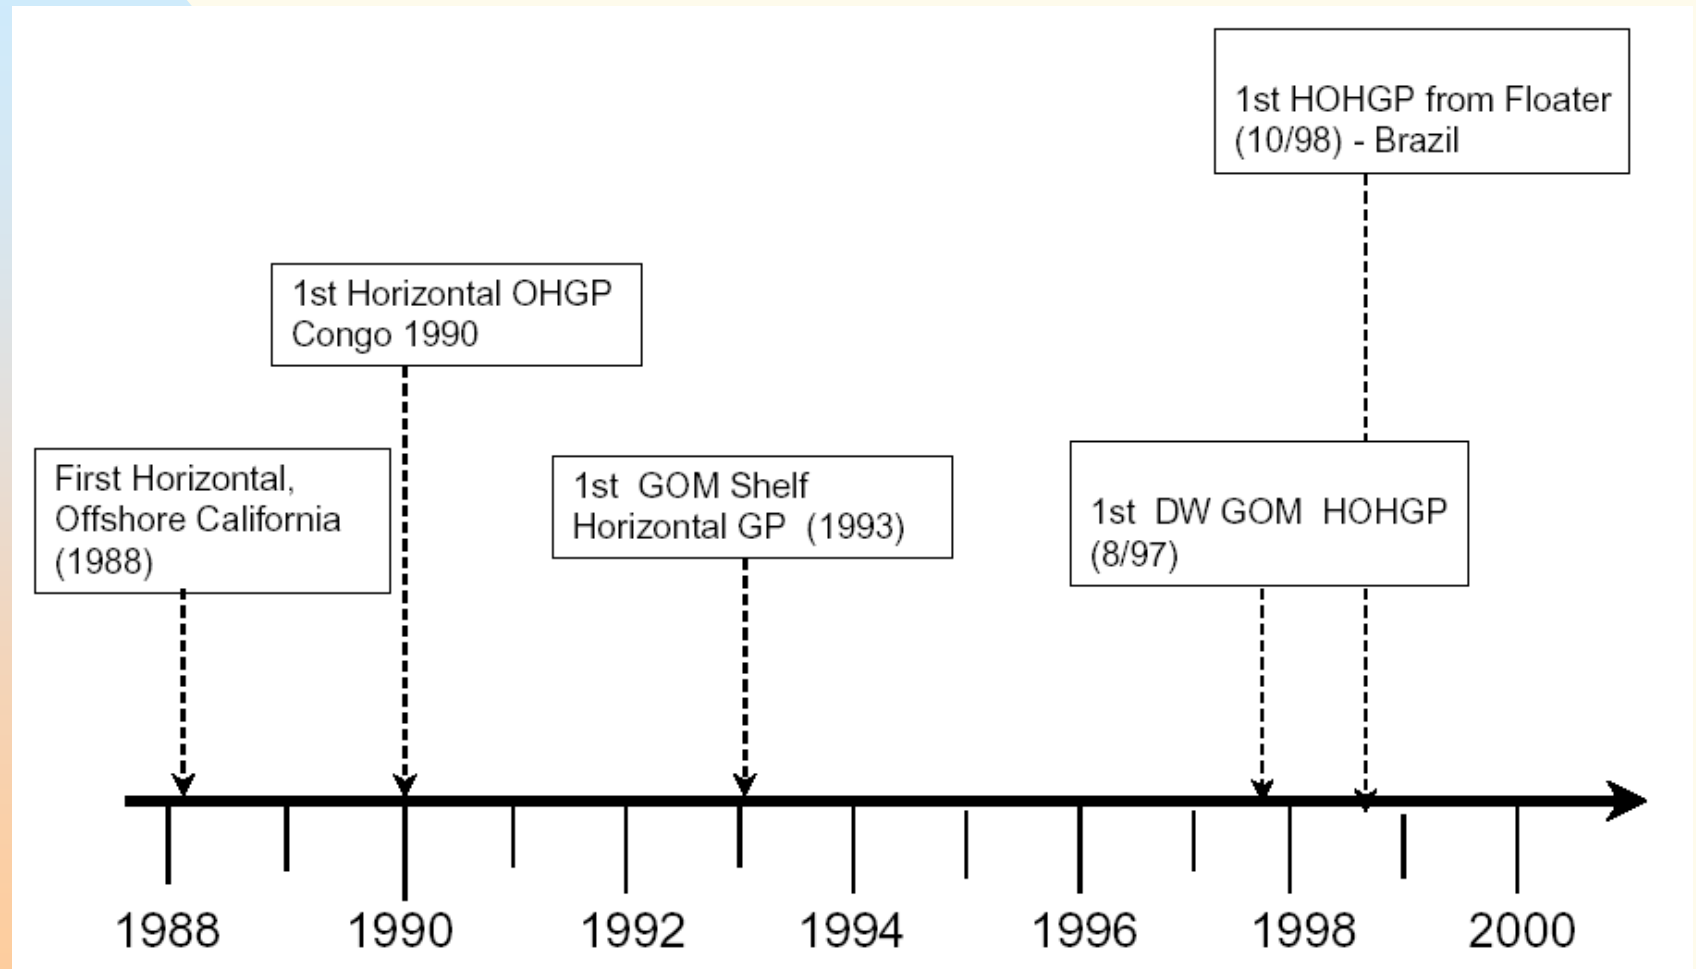 1st HOHGP from Floater
(10/98) - Brazil
1st Horizontal OHGP
Congo 1990
First Horizontal,
Offshore California
(1988)
1st GOM Shelf
Horizontal GP (1993)
1st DW GOM HOHGP
(8/97)
1988 1990 1992 1994 1996 1998 2000